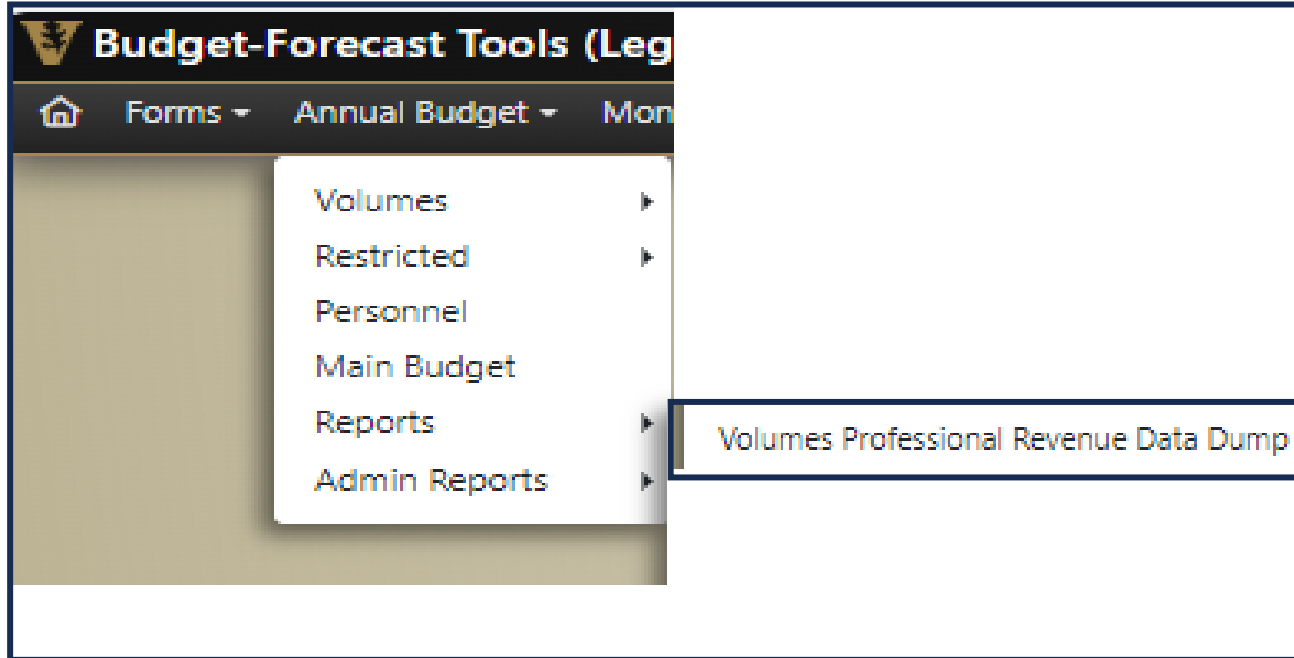 Budget-Forecast Tools (Leg
Forms Annual Budget Mon
Volumes
Restricted
Personnel
Main Budget
Reports
Volumes Professional Revenue Data Dump
Admin Reports